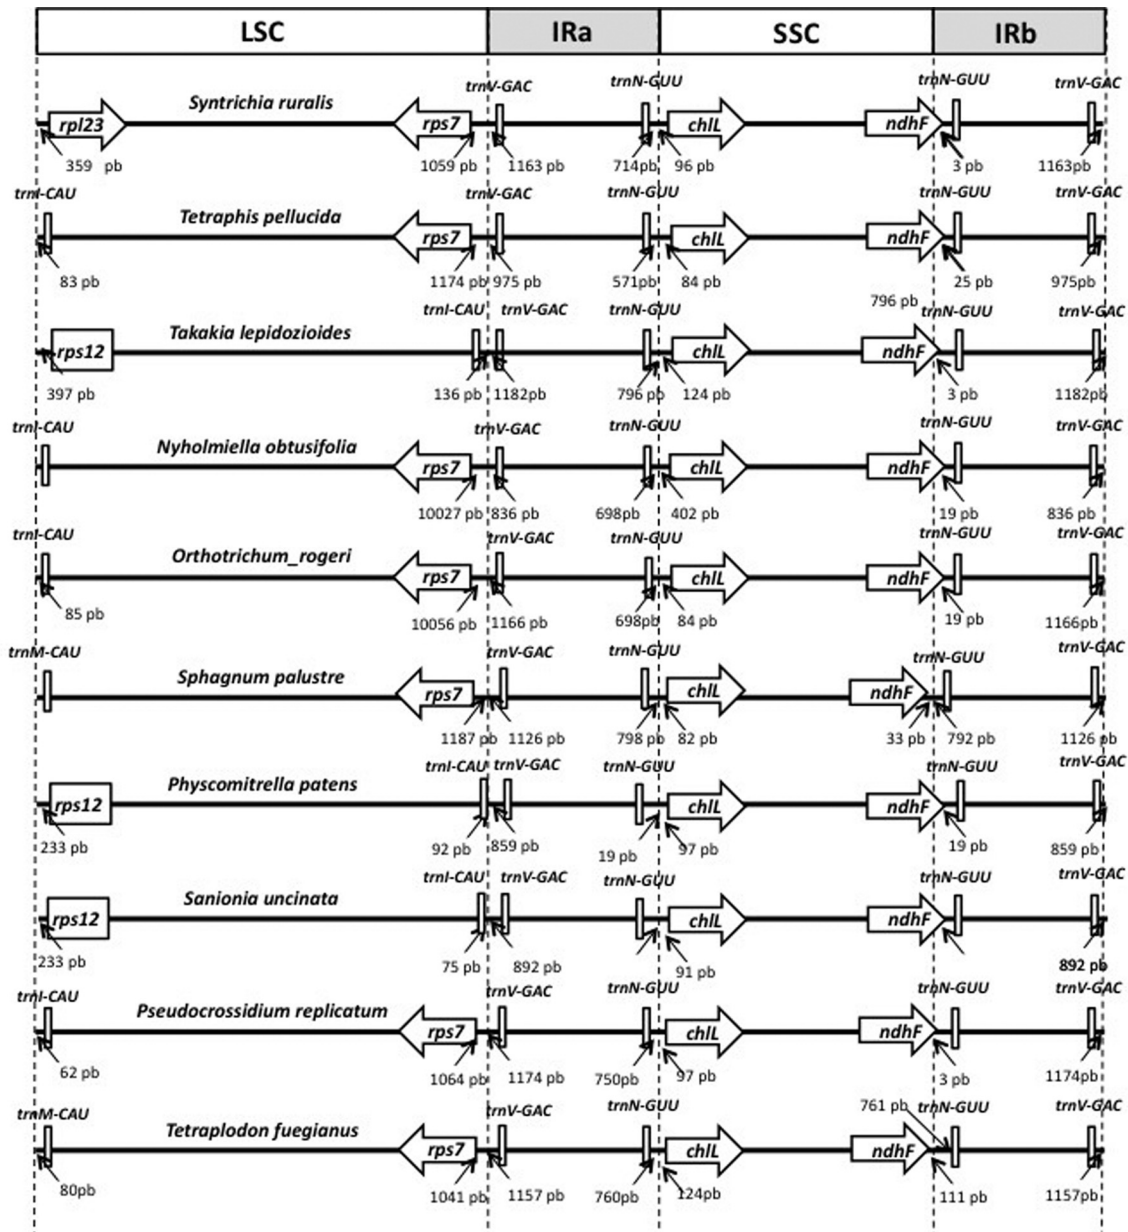 LSC IRa SSC IRb
trnV-GAC trnN-GUU trnN-GUU trnV-GAC
Syntrichia ruralis
rpl23 rps7 chlL ndhF
359 pb 1059 pb 1163 pb 714pb 96 pb 3 pb 1163pb
trnI-CAU trnV-GAC trnN-GUU trnN-GUU trnV-GAC
Tetraphis pellucida
rps7 chlL ndhF
83 pb 1174 pb 975 pb 571pb 84 pb 25 pb 975pb
796 pb
trnI-CAU trnV-GAC trnN-GUU trnN-GUU trnV-GAC
Takakia lepidozioides
rps12 chlL ndhF
397 pb 136 pb 1182pb 796 pb 124 pb 3 pb 1182pb
trnI-CAU trnV-GAC trnN-GUU trnN-GUU trnV-GAC
Nyholmiella obtusifolia
rps7 chlL ndhF
10027 pb 836 pb 698pb 402 pb 19 pb 836 pb
trnI-CAU trnV-GAC trnN-GUU trnN-GUU trnV-GAC
Orthotrichum_rogeri
rps7 chlL ndhF
85 pb 10056 pb 1166 pb 698pb 84 pb 19 pb 1166pb
trnM-CAU trnV-GAC trnN-GUU trnN-GUU trnV-GAC
Sphagnum palustre
rps7 chlL ndhF
1187 pb 1126 pb 798 pb 82 pb 33 pb 792 pb 1126 pb
trnI-CAU trnV-GAC trnN-GUU trnN-GUU trnV-GAC
Physcomitrella patens
rps12 chlL ndhF
233 pb 92 pb 859 pb 19 pb 97 pb 19 pb 859 pb
trnI-CAU trnV-GAC trnN-GUU trnN-GUU trnV-GAC
Sanionia uncinata
rps12 chlL ndhF
233 pb 75 pb 892 pb 91 pb 892 pb
trnI-CAU trnV-GAC trnN-GUU trnN-GUU trnV-GAC
Pseudocrossidium replicatum
rps7 chlL ndhF
62 pb 1064 pb 1174 pb 750pb 97 pb 3 pb 1174pb
trnM-CAU trnV-GAC trnN-GUU 761 pb trnN-GUU trnV-GAC
Tetraplodon fuegianus
rps7 chlL ndhF
80pb 1041 pb 1157 pb 760pb 124pb 111 pb 1157pb